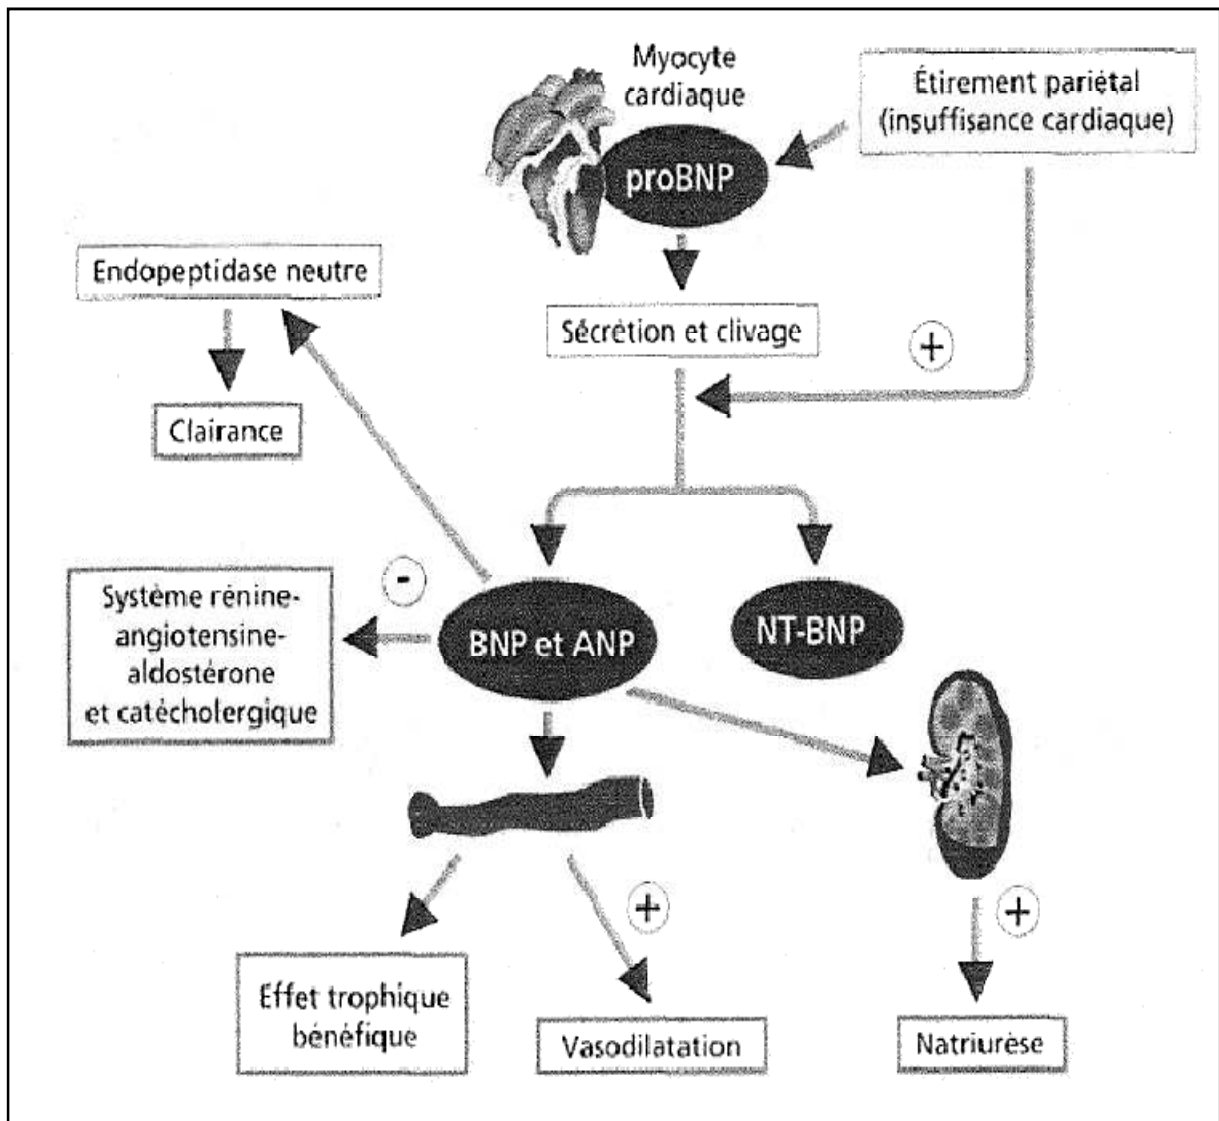 Myocyte
cardiaque
Étirement pariétal
(insuffisance cardiaque)
proBNP
Endopeptidase neutre
Sécrétion et clivage
+
Clairance
-
Système rénine-
angiotensine-
aldostérone
et catécholergique
BNP et ANP
NT-BNP
+
+
Effet trophique
bénéfique
Vasodilatation
Natriurèse